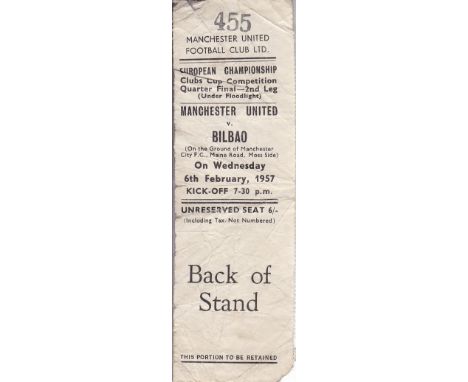 455
MANCHESTER UNITED
FOOTBALL CLUB LTD.
EUROPEAN CHAMPIONSHIP
Clubs Cup Competition
Quarter Final—2nd Leg
(Under Floodlight)
MANCHESTER UNITED
v.
BILBAO
(On the Ground of Manchester
City F.C., Maine Road, Moss Side)
On Wednesday
6th February, 1957
KICK-OFF 7-30 p.m.
UNRESERVED SEAT 6/-
(Including Tax. Not Numbered)
Back of
Stand
THIS PORTION TO BE RETAINED